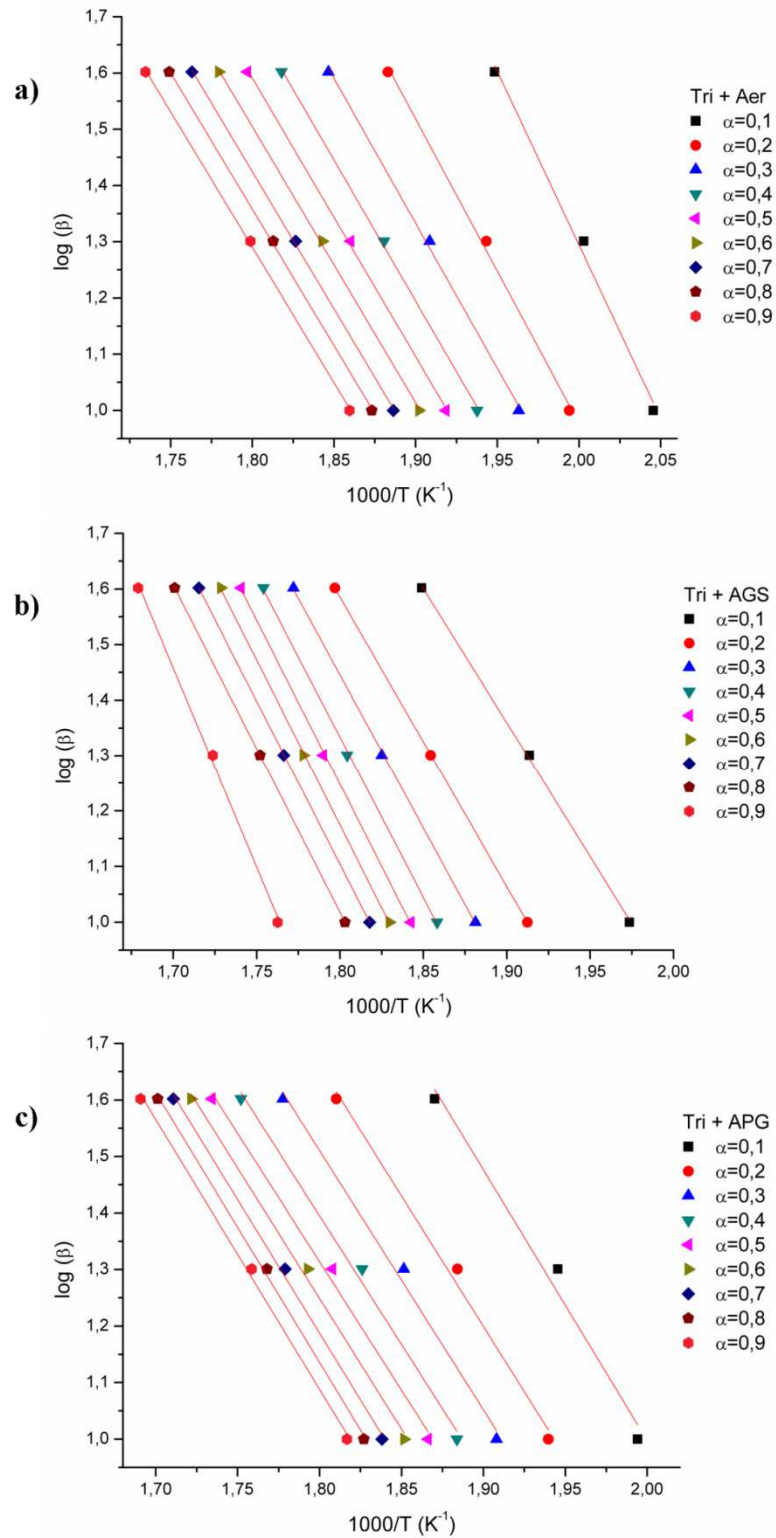 a)
1,7
1,6
1,5
1,4
1,3
1,2
1,1
1,0
log (β)
1,75 1,80 1,85 1,90 1,95 2,00 2,05
1000/T (K⁻¹)
Tri + Aer
α=0,1
α=0,2
α=0,3
α=0,4
α=0,5
α=0,6
α=0,7
α=0,8
α=0,9
b)
1,7
1,6
1,5
1,4
1,3
1,2
1,1
1,0
log (β)
1,70 1,75 1,80 1,85 1,90 1,95 2,00
1000/T (K⁻¹)
Tri + AGS
α=0,1
α=0,2
α=0,3
α=0,4
α=0,5
α=0,6
α=0,7
α=0,8
α=0,9
c)
1,7
1,6
1,5
1,4
1,3
1,2
1,1
1,0
log (β)
1,70 1,75 1,80 1,85 1,90 1,95 2,00
1000/T (K⁻¹)
Tri + APG
α=0,1
α=0,2
α=0,3
α=0,4
α=0,5
α=0,6
α=0,7
α=0,8
α=0,9